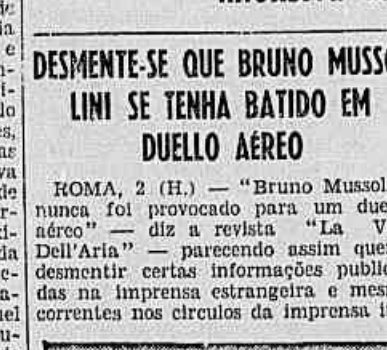 DESMENTE-SE QUE BRUNO MUSSO
LINI SE TENHA BATIDO EM
DUELLO AÉREO
ROMA, 2 (H.) — "Bruno Mussol
nunca foi provocado para um due
aéreo" — diz a revista "La V
Dell'Aria" — parecendo assim que
desmentir certas informações public
das na imprensa estrangeira e mesm
correntes nos circulos da imprensa it